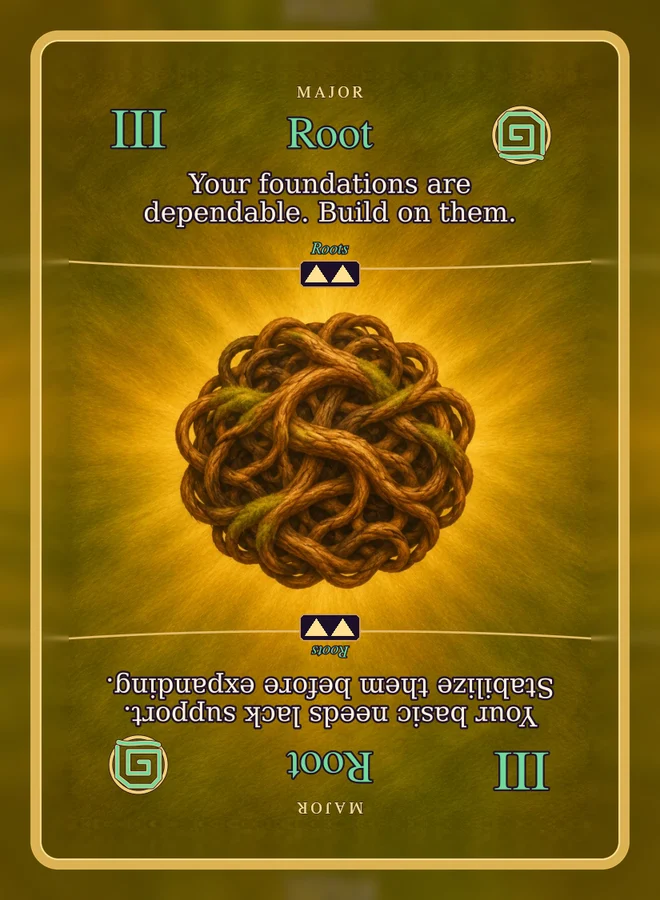 MAJOR
III
Root
Your foundations are
dependable. Build on them.
Roots
Roots
Your basic needs lack support.
Stabilize them before expanding.
III
Root
MAJOR